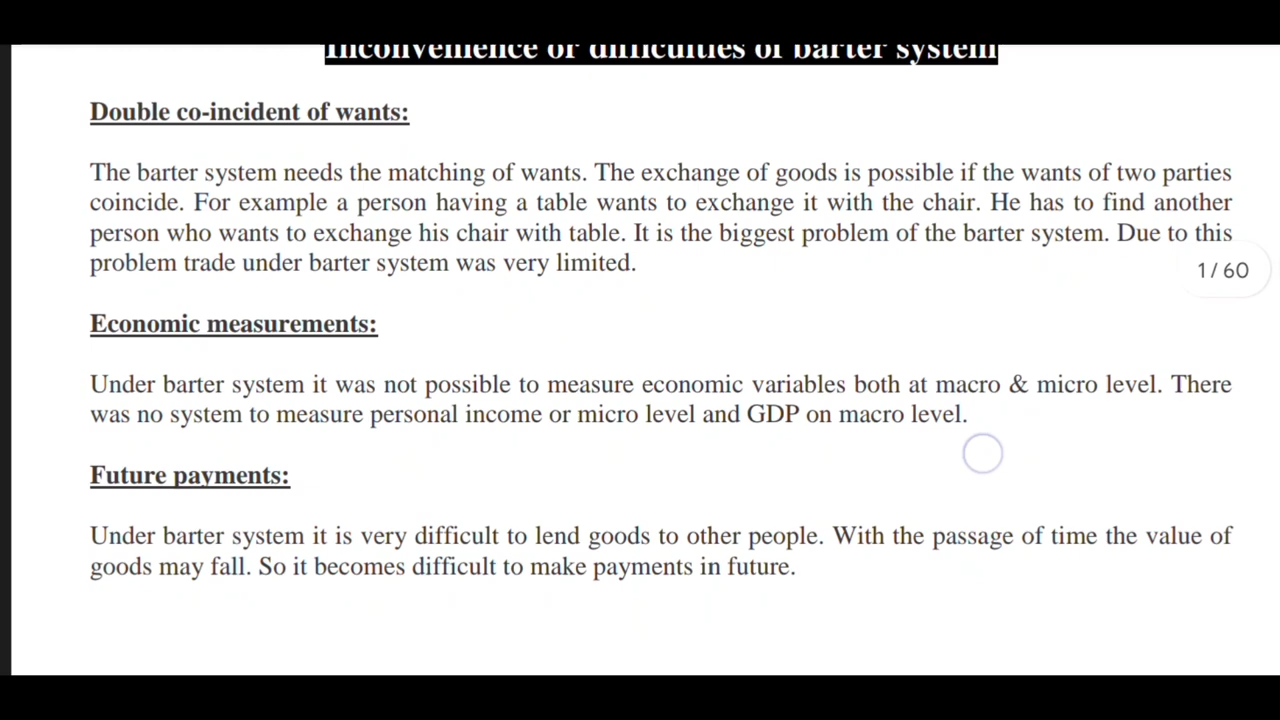 Inconvenience or difficulties of barter system
Double co-incident of wants:
The barter system needs the matching of wants. The exchange of goods is possible if the wants of two parties
coincide. For example a person having a table wants to exchange it with the chair. He has to find another
person who wants to exchange his chair with table. It is the biggest problem of the barter system. Due to this
problem trade under barter system was very limited.
1 / 60
Economic measurements:
Under barter system it was not possible to measure economic variables both at macro & micro level. There
was no system to measure personal income or micro level and GDP on macro level.
Future payments:
Under barter system it is very difficult to lend goods to other people. With the passage of time the value of
goods may fall. So it becomes difficult to make payments in future.